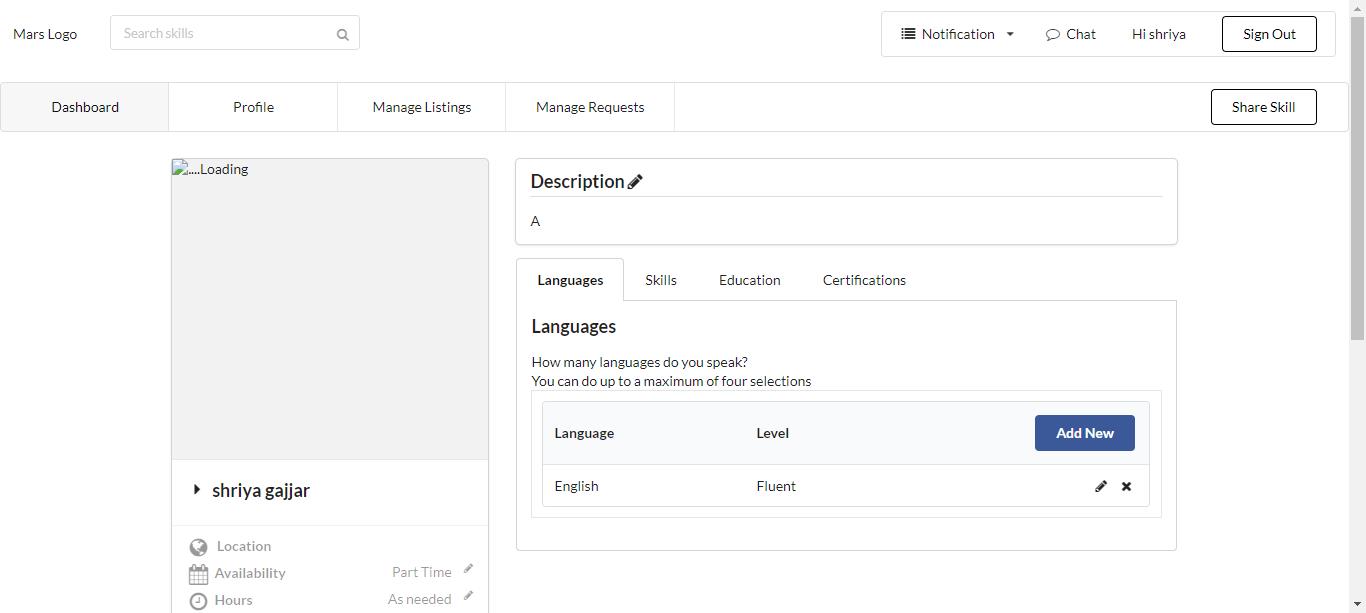 Mars Logo
Search skills
Notification
Chat
Hi shriya
Sign Out
Dashboard
Profile
Manage Listings
Manage Requests
Share Skill
....Loading
shriya gajjar
Location
Availability
Part Time
Hours
As needed
Description
A
Languages
Skills
Education
Certifications
Languages
How many languages do you speak?
You can do up to a maximum of four selections
Language
Level
Add New
English
Fluent